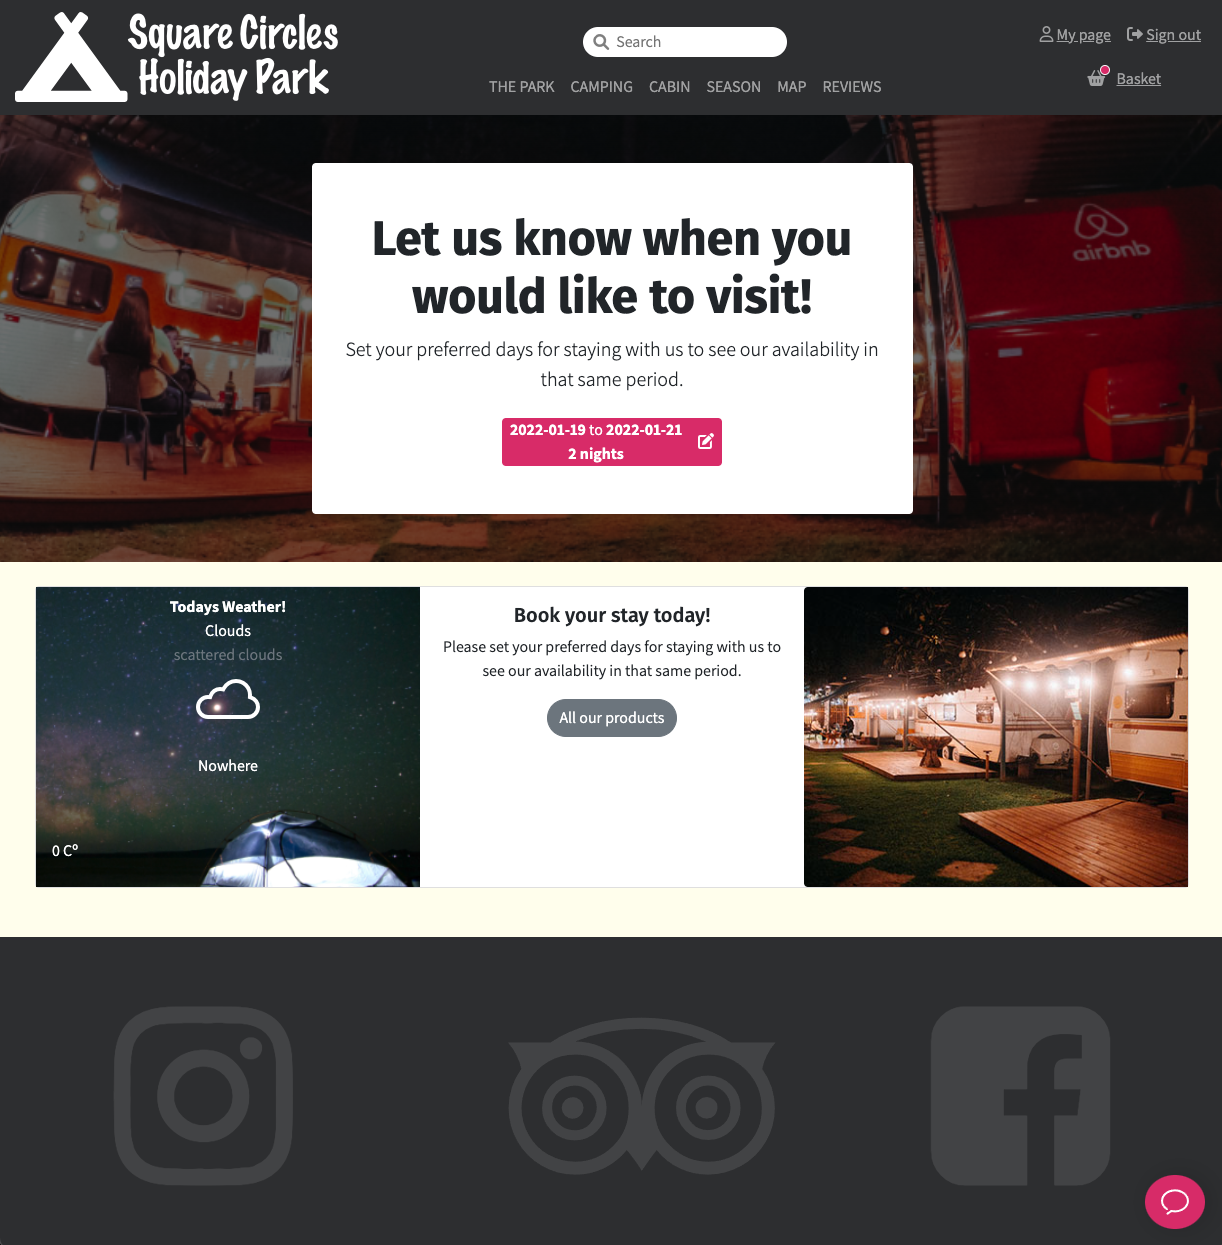 Square Circles
Holiday Park
Search
My page
Sign out
Basket
THE PARK CAMPING CABIN SEASON MAP REVIEWS
airbnb
Let us know when you
would like to visit!
Set your preferred days for staying with us to see our availability in
that same period.
2022-01-19 to 2022-01-21
2 nights
Todays Weather!
Clouds
scattered clouds
Nowhere
0 Cº
Book your stay today!
Please set your preferred days for staying with us to
see our availability in that same period.
All our products